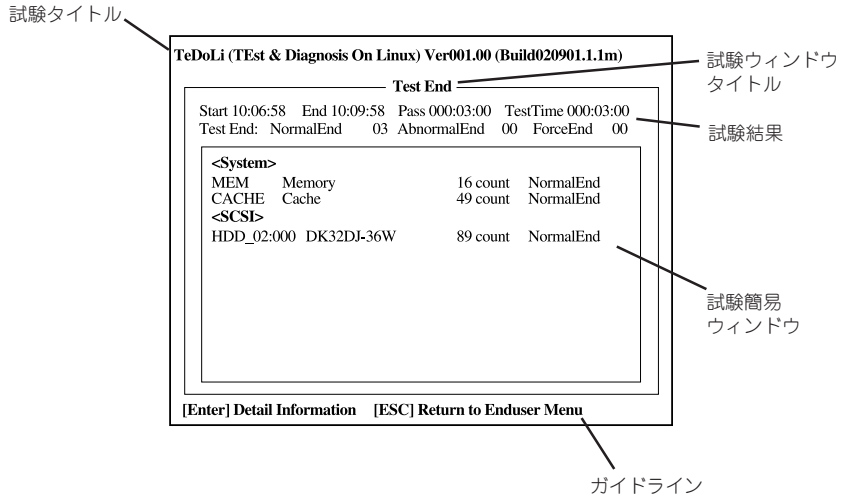 試験タイトル
TeDoLi (TEst & Diagnosis On Linux) Ver001.00 (Build020901.1.1m)
試験ウィンドウ
タイトル
Test End
Start 10:06:58 End 10:09:58 Pass 000:03:00 TestTime 000:03:00
Test End: NormalEnd 03 AbnormalEnd 00 ForceEnd 00
試験結果
<System>
MEM Memory 16 count NormalEnd
CACHE Cache 49 count NormalEnd
<SCSI>
HDD_02:000 DK32DJ-36W 89 count NormalEnd
試験簡易
ウィンドウ
[Enter] Detail Information [ESC] Return to Enduser Menu
ガイドライン